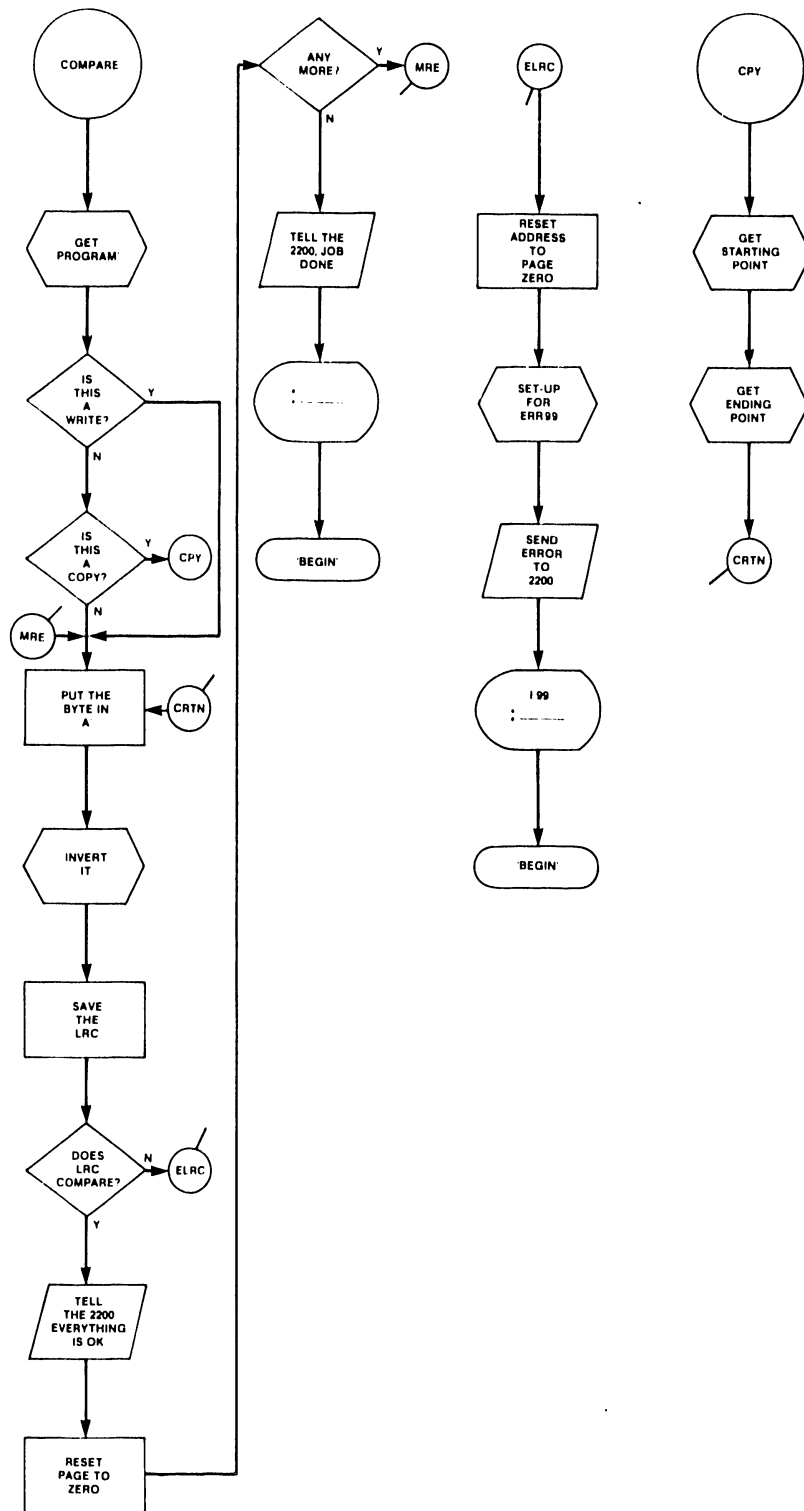 COMPARE
GET
PROGRAM
IS
THIS
A
WRITE?
Y
N
IS
THIS
A
COPY?
Y
CPY
N
MRE
PUT THE
BYTE IN
A
CRTN
INVERT
IT
SAVE
THE
LRC
DOES
LRC
COMPARE?
N
ELRC
Y
TELL
THE 2200
EVERYTHING
IS OK
RESET
PAGE TO
ZERO
ANY
MORE?
Y
MRE
N
TELL THE
2200, JOB
DONE
:
'BEGIN'
ELRC
RESET
ADDRESS
TO
PAGE
ZERO
SET-UP
FOR
ERR99
SEND
ERROR
TO
2200
99
:
'BEGIN'
CPY
GET
STARTING
POINT
GET
ENDING
POINT
CRTN